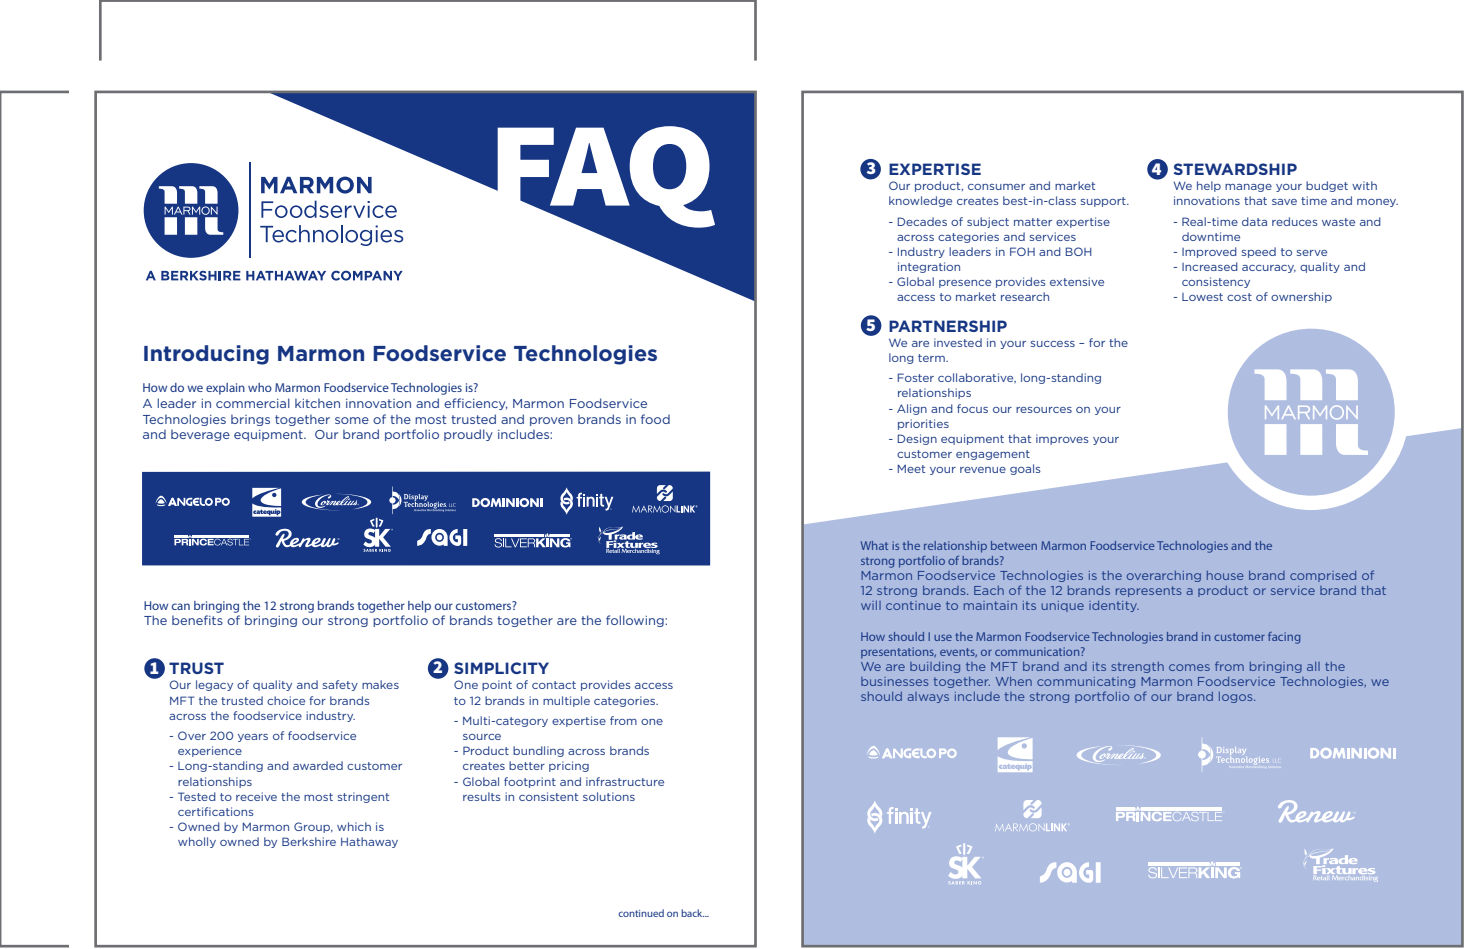 FAQ
MARMON
MARMON
Foodservice
Technologies
A BERKSHIRE HATHAWAY COMPANY
Introducing Marmon Foodservice Technologies
How do we explain who Marmon Foodservice Technologies is?
A leader in commercial kitchen innovation and efficiency, Marmon Foodservice
Technologies brings together some of the most trusted and proven brands in food
and beverage equipment.  Our brand portfolio proudly includes:
ANGELO PO catequip Cornelius Display Technologies LLC DOMINIONI finity MARMONLINK
PRINCECASTLE Renew SK SABER KING SAGI SILVERKING Trade Fixtures Retail Merchandising
How can bringing the 12 strong brands together help our customers?
The benefits of bringing our strong portfolio of brands together are the following:
1 TRUST
Our legacy of quality and safety makes
MFT the trusted choice for brands
across the foodservice industry.
- Over 200 years of foodservice
experience
- Long-standing and awarded customer
relationships
- Tested to receive the most stringent
certifications
- Owned by Marmon Group, which is
wholly owned by Berkshire Hathaway
2 SIMPLICITY
One point of contact provides access
to 12 brands in multiple categories.
- Multi-category expertise from one
source
- Product bundling across brands
creates better pricing
- Global footprint and infrastructure
results in consistent solutions
continued on back...
3 EXPERTISE
Our product, consumer and market
knowledge creates best-in-class support.
- Decades of subject matter expertise
across categories and services
- Industry leaders in FOH and BOH
integration
- Global presence provides extensive
access to market research
4 STEWARDSHIP
We help manage your budget with
innovations that save time and money.
- Real-time data reduces waste and
downtime
- Improved speed to serve
- Increased accuracy, quality and
consistency
- Lowest cost of ownership
5 PARTNERSHIP
We are invested in your success – for the
long term.
- Foster collaborative, long-standing
relationships
- Align and focus our resources on your
priorities
- Design equipment that improves your
customer engagement
- Meet your revenue goals
MARMON
What is the relationship between Marmon Foodservice Technologies and the
strong portfolio of brands?
Marmon Foodservice Technologies is the overarching house brand comprised of
12 strong brands. Each of the 12 brands represents a product or service brand that
will continue to maintain its unique identity.
How should I use the Marmon Foodservice Technologies brand in customer facing
presentations, events, or communication?
We are building the MFT brand and its strength comes from bringing all the
businesses together. When communicating Marmon Foodservice Technologies, we
should always include the strong portfolio of our brand logos.
ANGELO PO catequip Cornelius Display Technologies LLC DOMINIONI
finity MARMONLINK PRINCECASTLE Renew
SK SABER KING SAGI SILVERKING Trade Fixtures Retail Merchandising